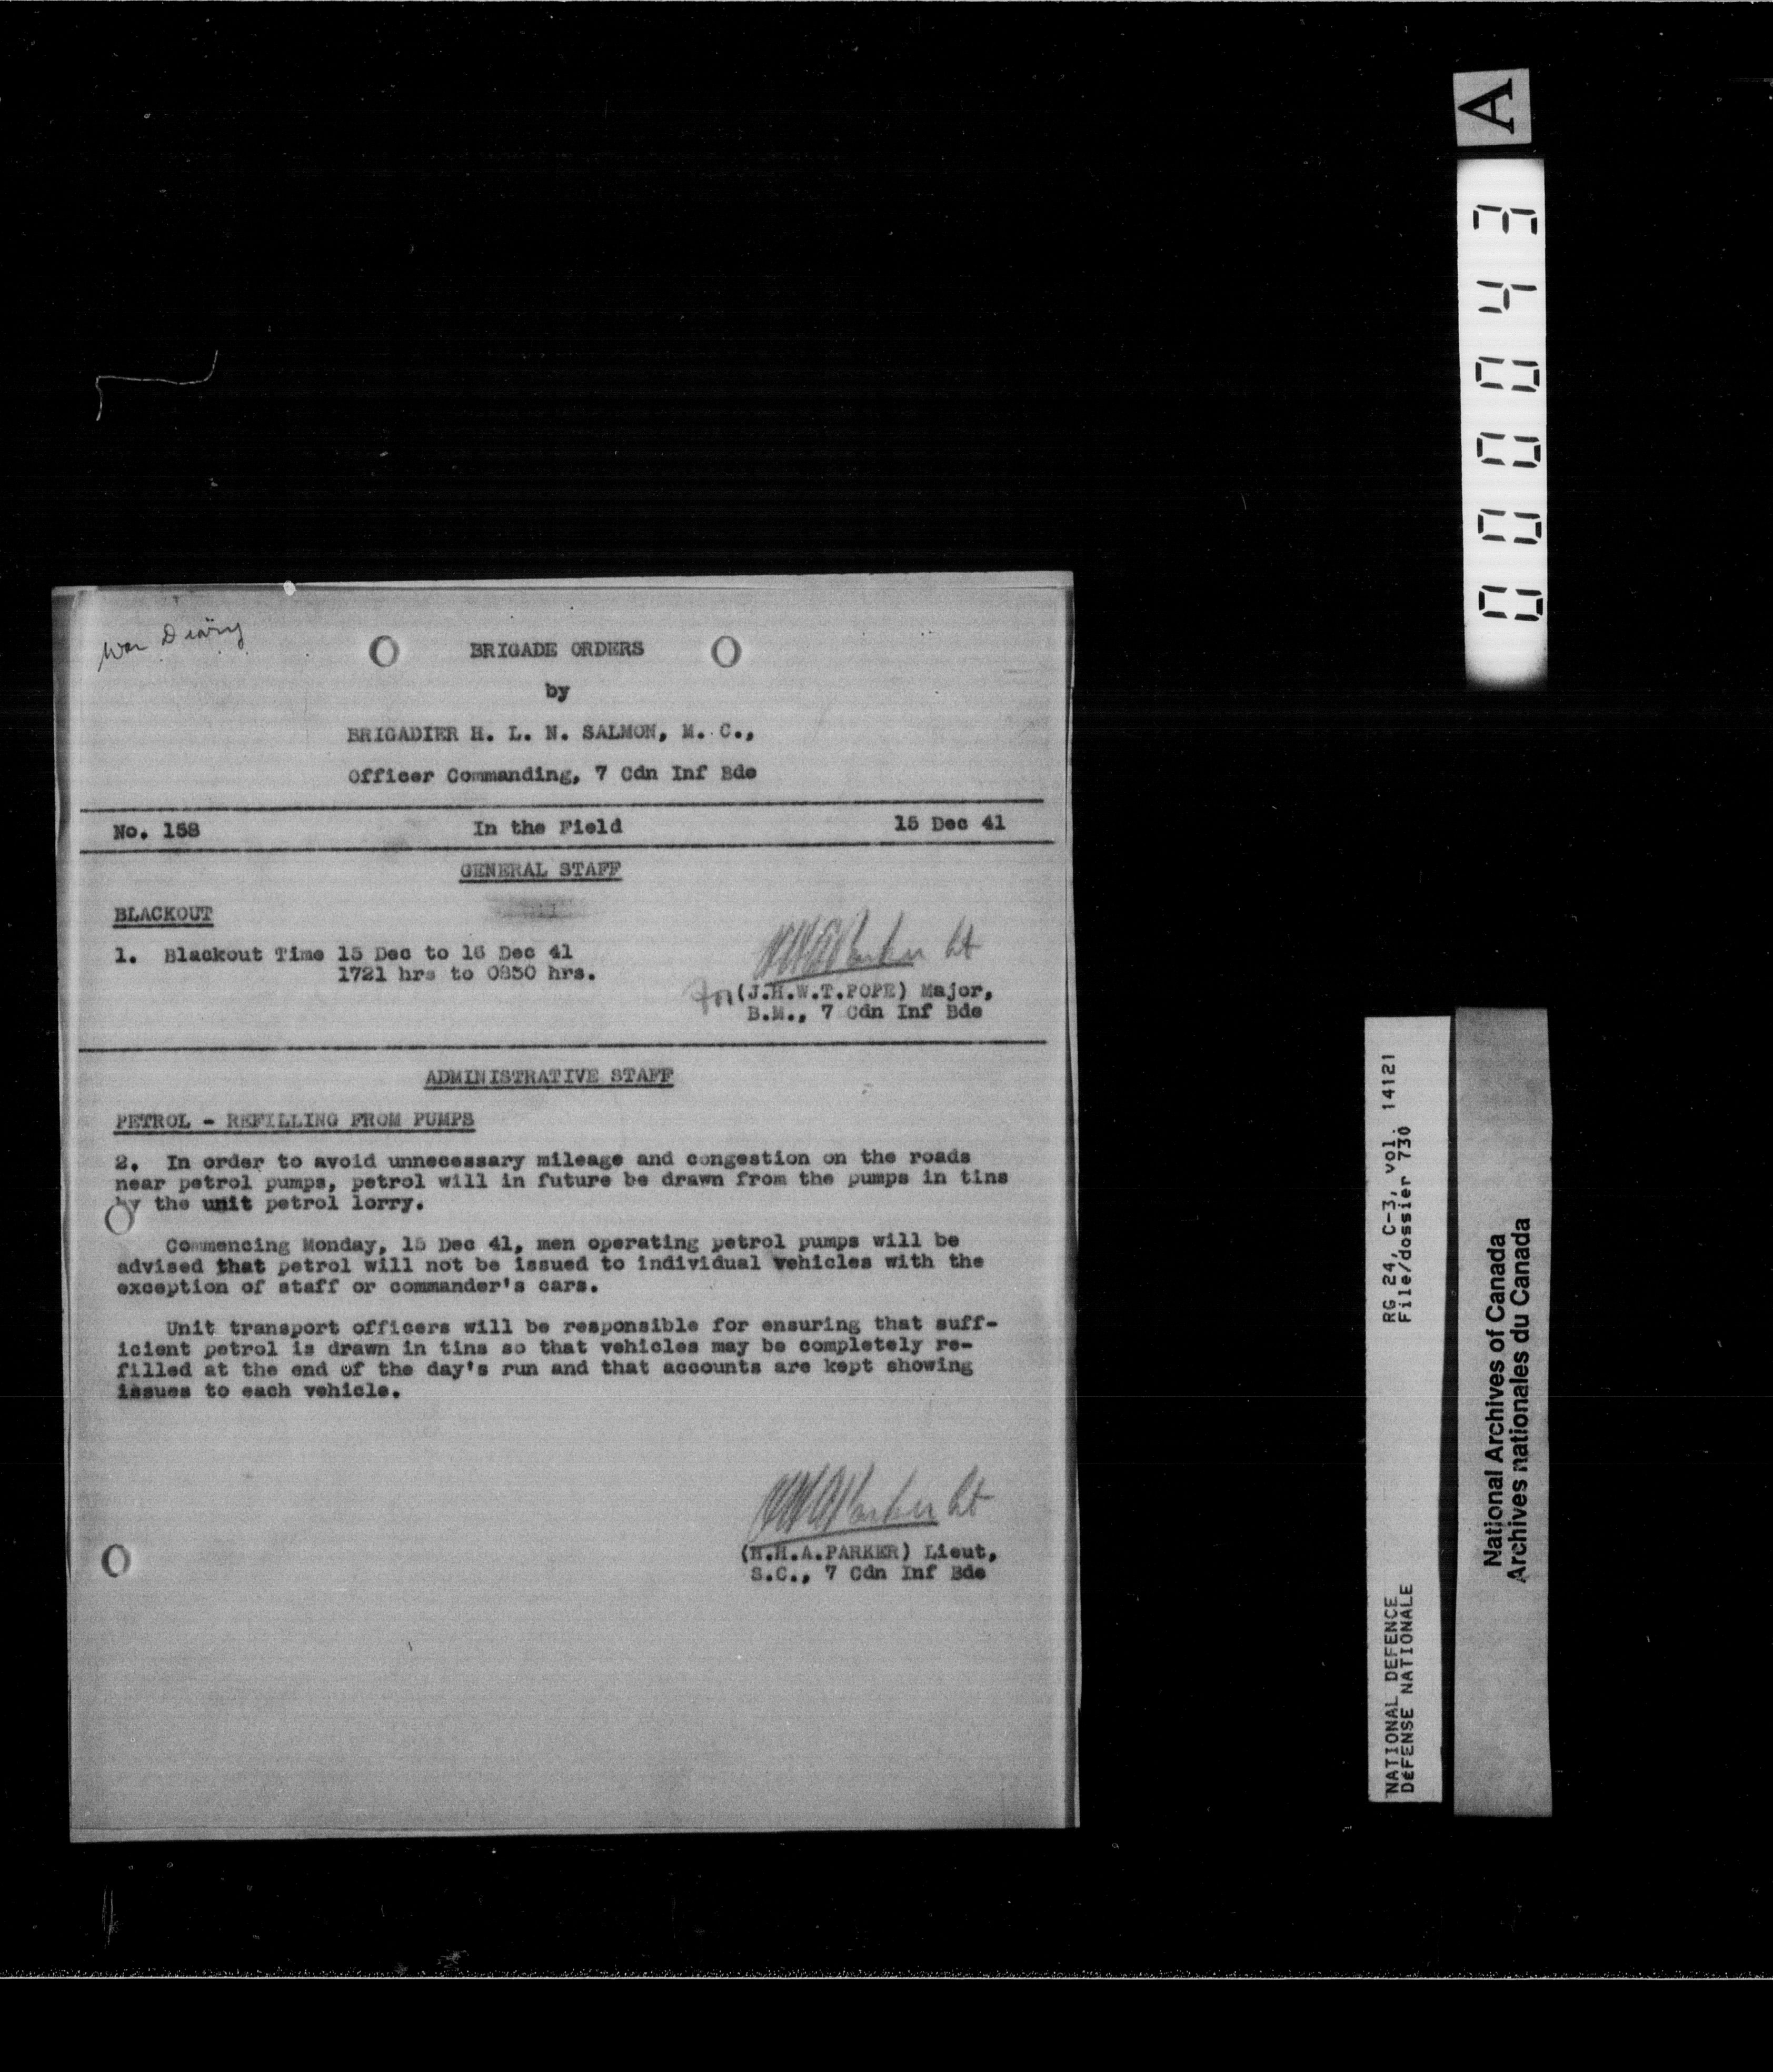 War Diary
BRIGADE ORDERS
by
BRIGADIER H. L. N. SALMON, M. C.,
Officer Commanding, 7 Cdn Inf Bde
No. 158 In the Field 15 Dec 41
GENERAL STAFF
BLACKOUT
1. Blackout Time 15 Dec to 16 Dec 41
1721 hrs to 0830 hrs.
Parker Lt
for (J.H.W.T.POPE) Major,
B.M., 7 Cdn Inf Bde
ADMINISTRATIVE STAFF
PETROL - REFILLING FROM PUMPS
2. In order to avoid unnecessary mileage and congestion on the roads
near petrol pumps, petrol will in future be drawn from the pumps in tins
by the unit petrol lorry.
Commencing Monday, 15 Dec 41, men operating petrol pumps will be
advised that petrol will not be issued to individual vehicles with the
exception of staff or commander's cars.
Unit transport officers will be responsible for ensuring that suff-
icient petrol is drawn in tins so that vehicles may be completely re-
filled at the end of the day's run and that accounts are kept showing
issues to each vehicle.
Parker Lt
(H.H.A.PARKER) Lieut,
S.C., 7 Cdn Inf Bde
A
000043
NATIONAL DEFENCE RG 24, C-3, vol. 14121
DéFENSE NATIONALE File/dossier 730
National Archives of Canada
Archives nationales du Canada